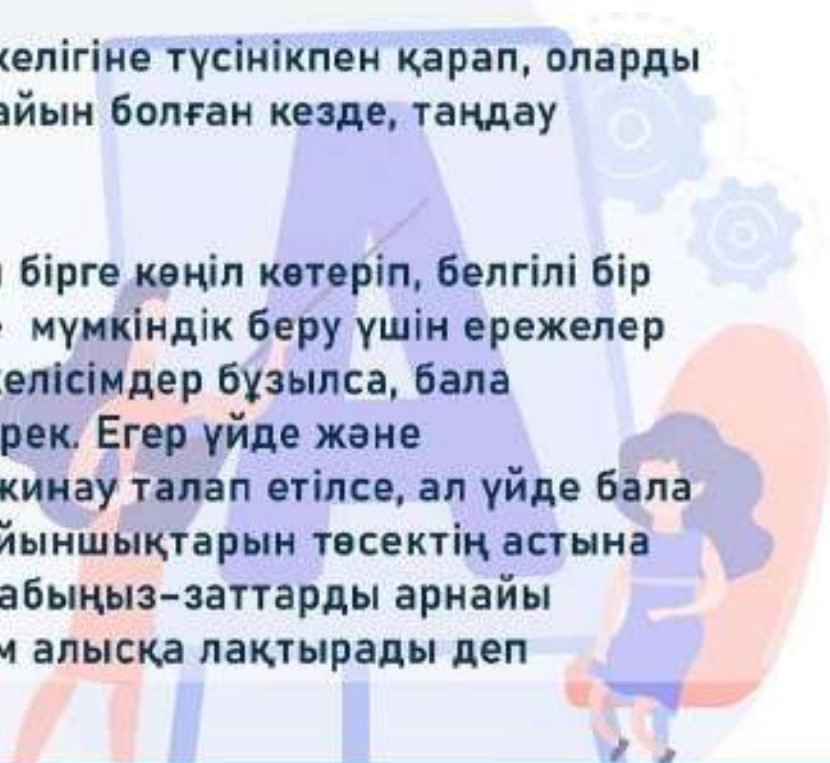 келігіне түсінікпен қарап, оларды
айын болған кезде, таңдау
бірге көңіл көтеріп, белгілі бір
мүмкіндік беру үшін ережелер
келісімдер бұзылса, бала
рек. Егер үйде және
жинау талап етілсе, ал үйде бала
йыншықтарын төсектің астына
абыңыз-заттарды арнайы
м алысқа лақтырады деп